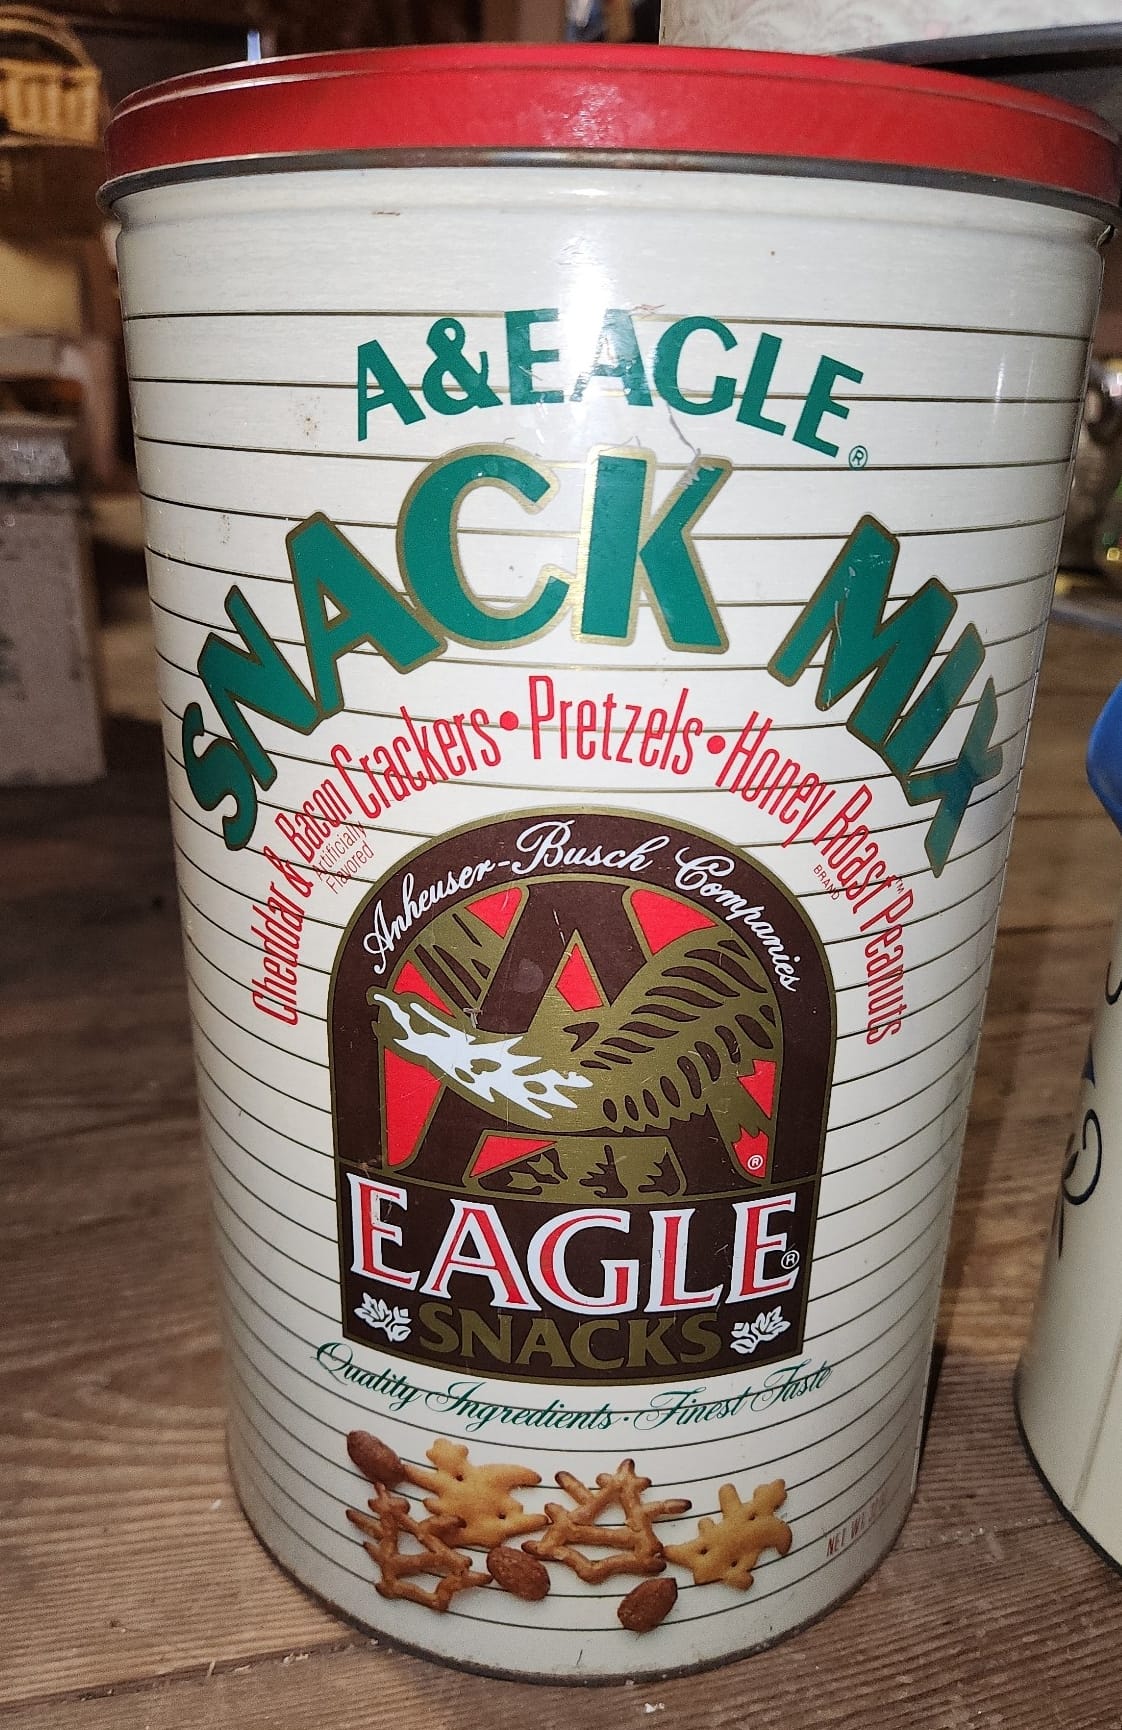 A&EAGLE®
SNACK MIX
Cheddar & Bacon Crackers • Pretzels • Honey Roast™ Peanuts
Artificially
Flavored
BRAND
Anheuser-Busch Companies
A
®
EAGLE®
SNACKS
Quality Ingredients · Finest Taste
NET WT.